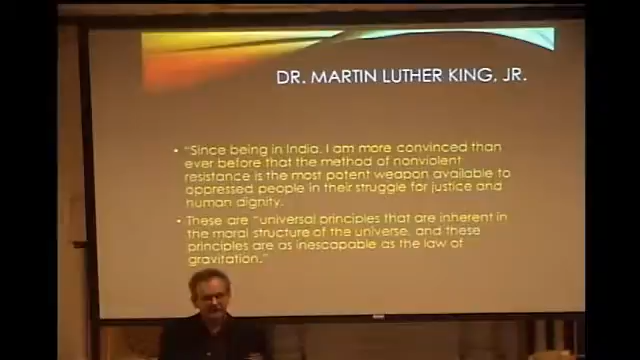 DR. MARTIN LUTHER KING, JR.
• "Since being in India, I am more convinced than
ever before that the method of nonviolent
resistance is the most potent weapon available to
oppressed people in their struggle for justice and
human dignity.
• These are "universal principles that are inherent in
the moral structure of the universe, and these
principles are as inescapable as the law of
gravitation."